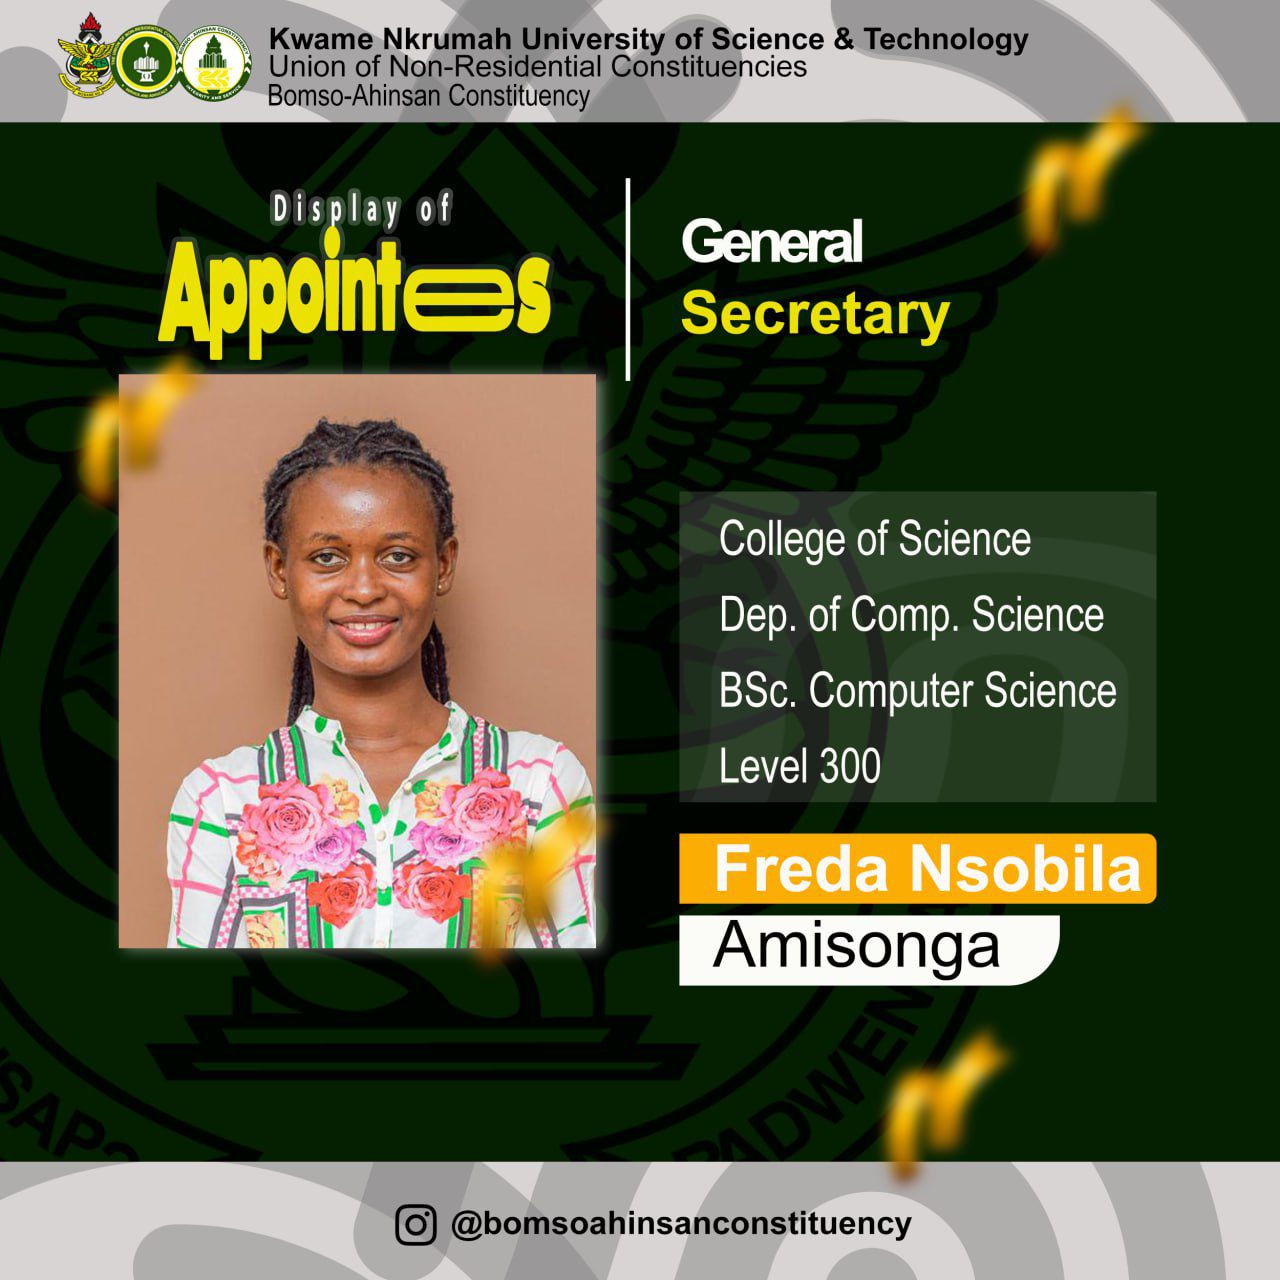 Kwame Nkrumah University of Science & Technology
Union of Non-Residential Constituencies
Bomso-Ahinsan Constituency
Display of
Appointees
General
Secretary
College of Science
Dep. of Comp. Science
BSc. Computer Science
Level 300
Freda Nsobila
Amisonga
@bomsoahinsanconstituency